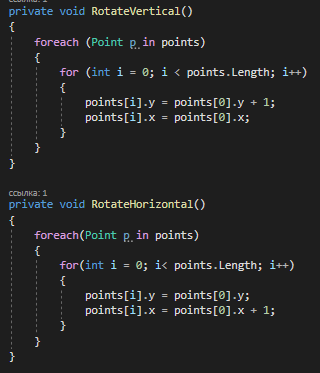 ссылка: 1
private void RotateVertical()
{
foreach (Point p in points)
{
for (int i = 0; i < points.Length; i++)
{
points[i].y = points[0].y + 1;
points[i].x = points[0].x;
}
}
}
ссылка: 1
private void RotateHorizontal()
{
foreach(Point p in points)
{
for(int i = 0; i< points.Length; i++)
{
points[i].y = points[0].y;
points[i].x = points[0].x + 1;
}
}
}